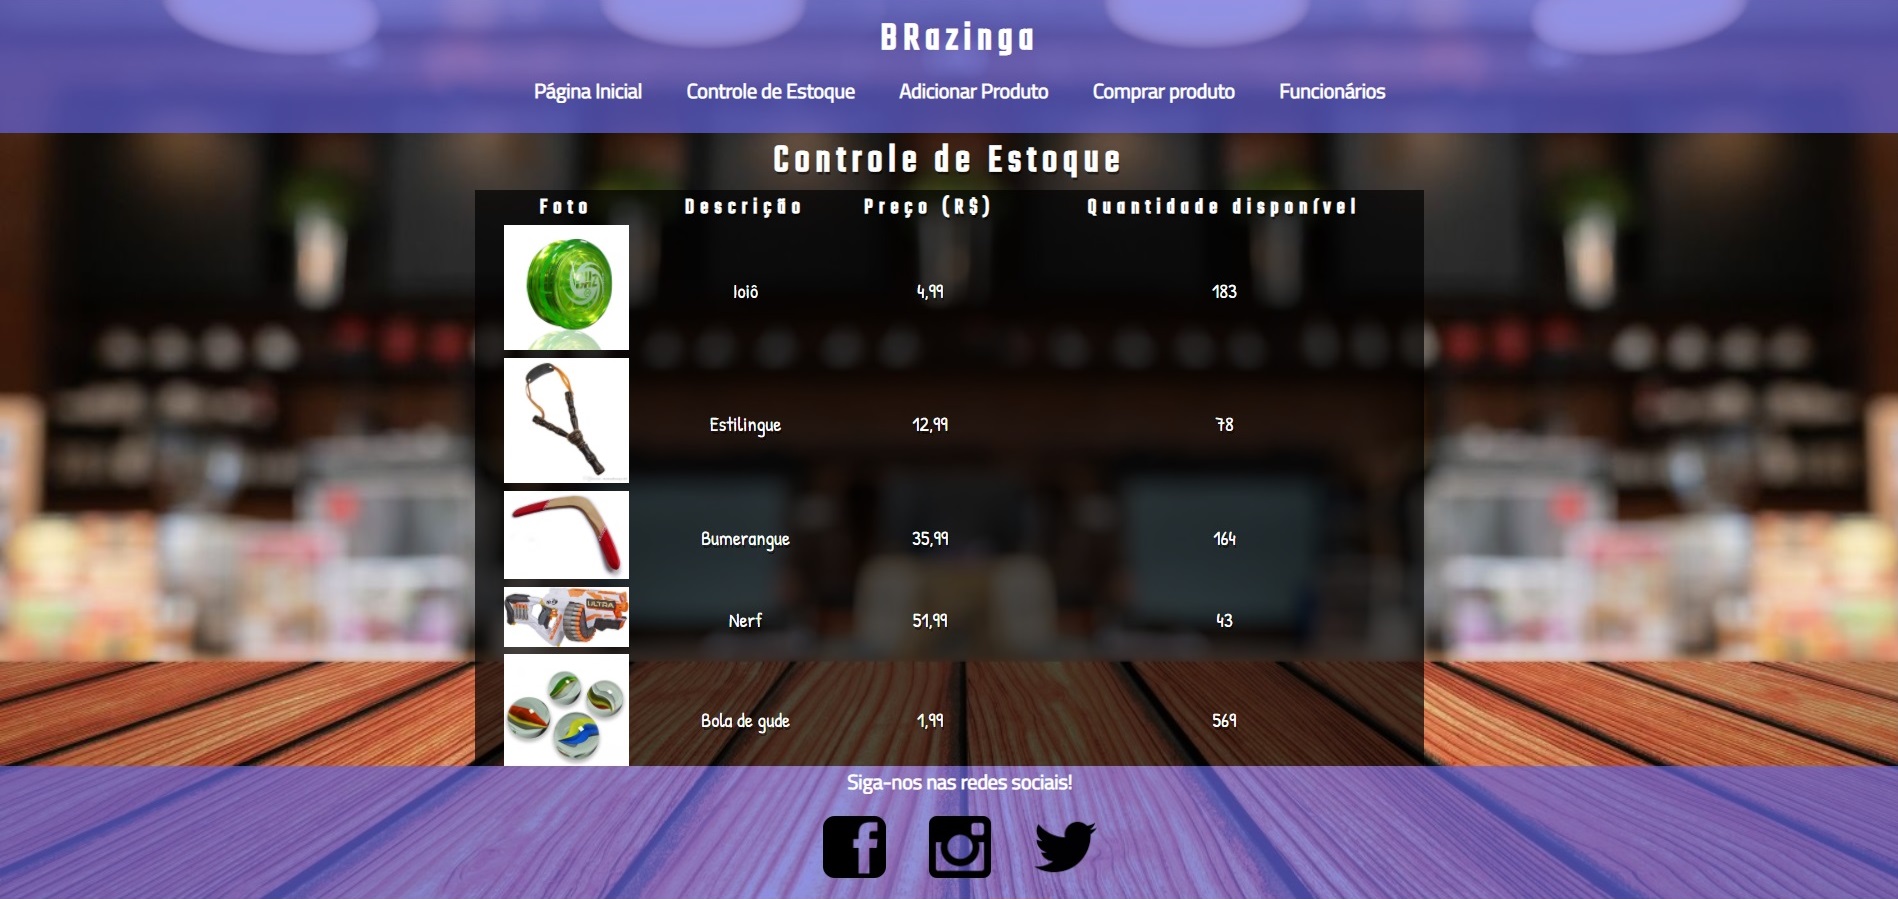 BRazinga
Página Inicial Controle de Estoque Adicionar Produto Comprar produto Funcionários
Controle de Estoque
Foto Descrição Preço (R$) Quantidade disponível
Ioiô 4,99 183
Estilingue 12,99 78
Bumerangue 35,99 164
ULTRA
Nerf 51,99 43
Bola de gude 1,99 569
Siga-nos nas redes sociais!